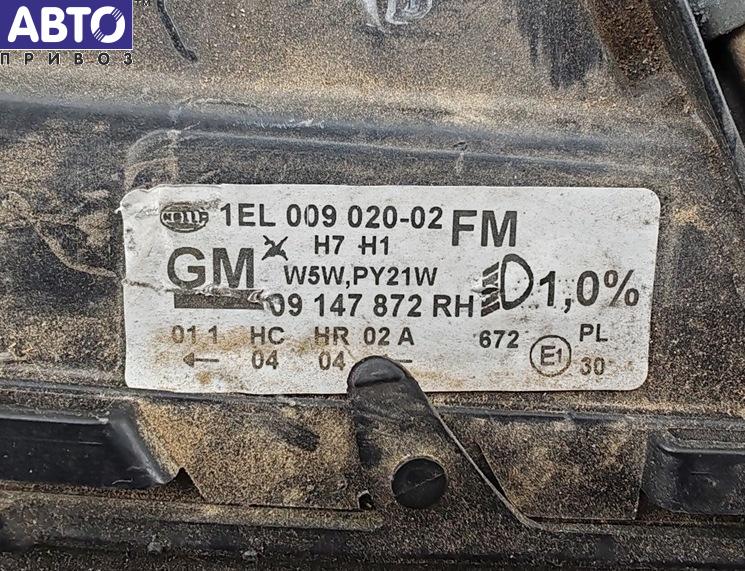 АВТО
ПРИВОЗ
HELLA 1EL 009 020-02 FM
GM H7 H1
W5W,PY21W
09 147 872 RH 1,0%
01 1 HC HR 02 A 672 E1 PL
← 04 04 30